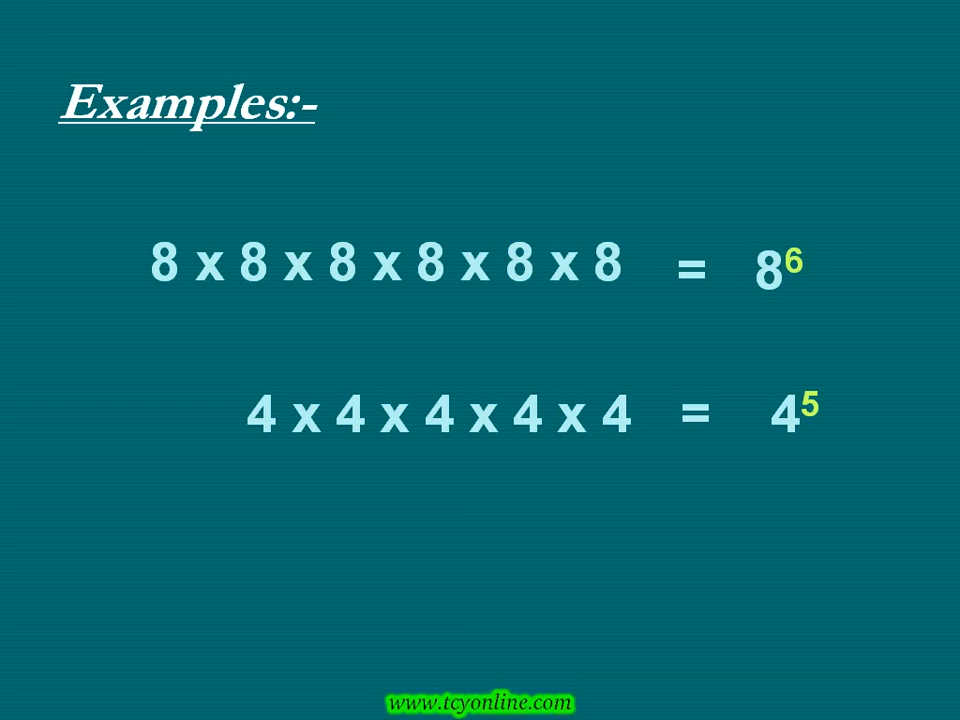 Examples:-
8 x 8 x 8 x 8 x 8 x 8 = 8⁶
4 x 4 x 4 x 4 x 4 = 4⁵
www.tcyonline.com